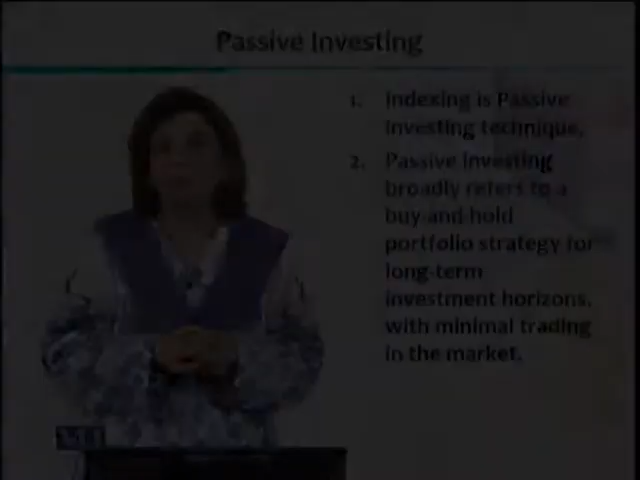 Passive Investing
1. Indexing is Passive
Investing technique.
2. Passive Investing
broadly refers to a
buy-and-hold
portfolio strategy for
long-term
investment horizons,
with minimal trading
in the market.